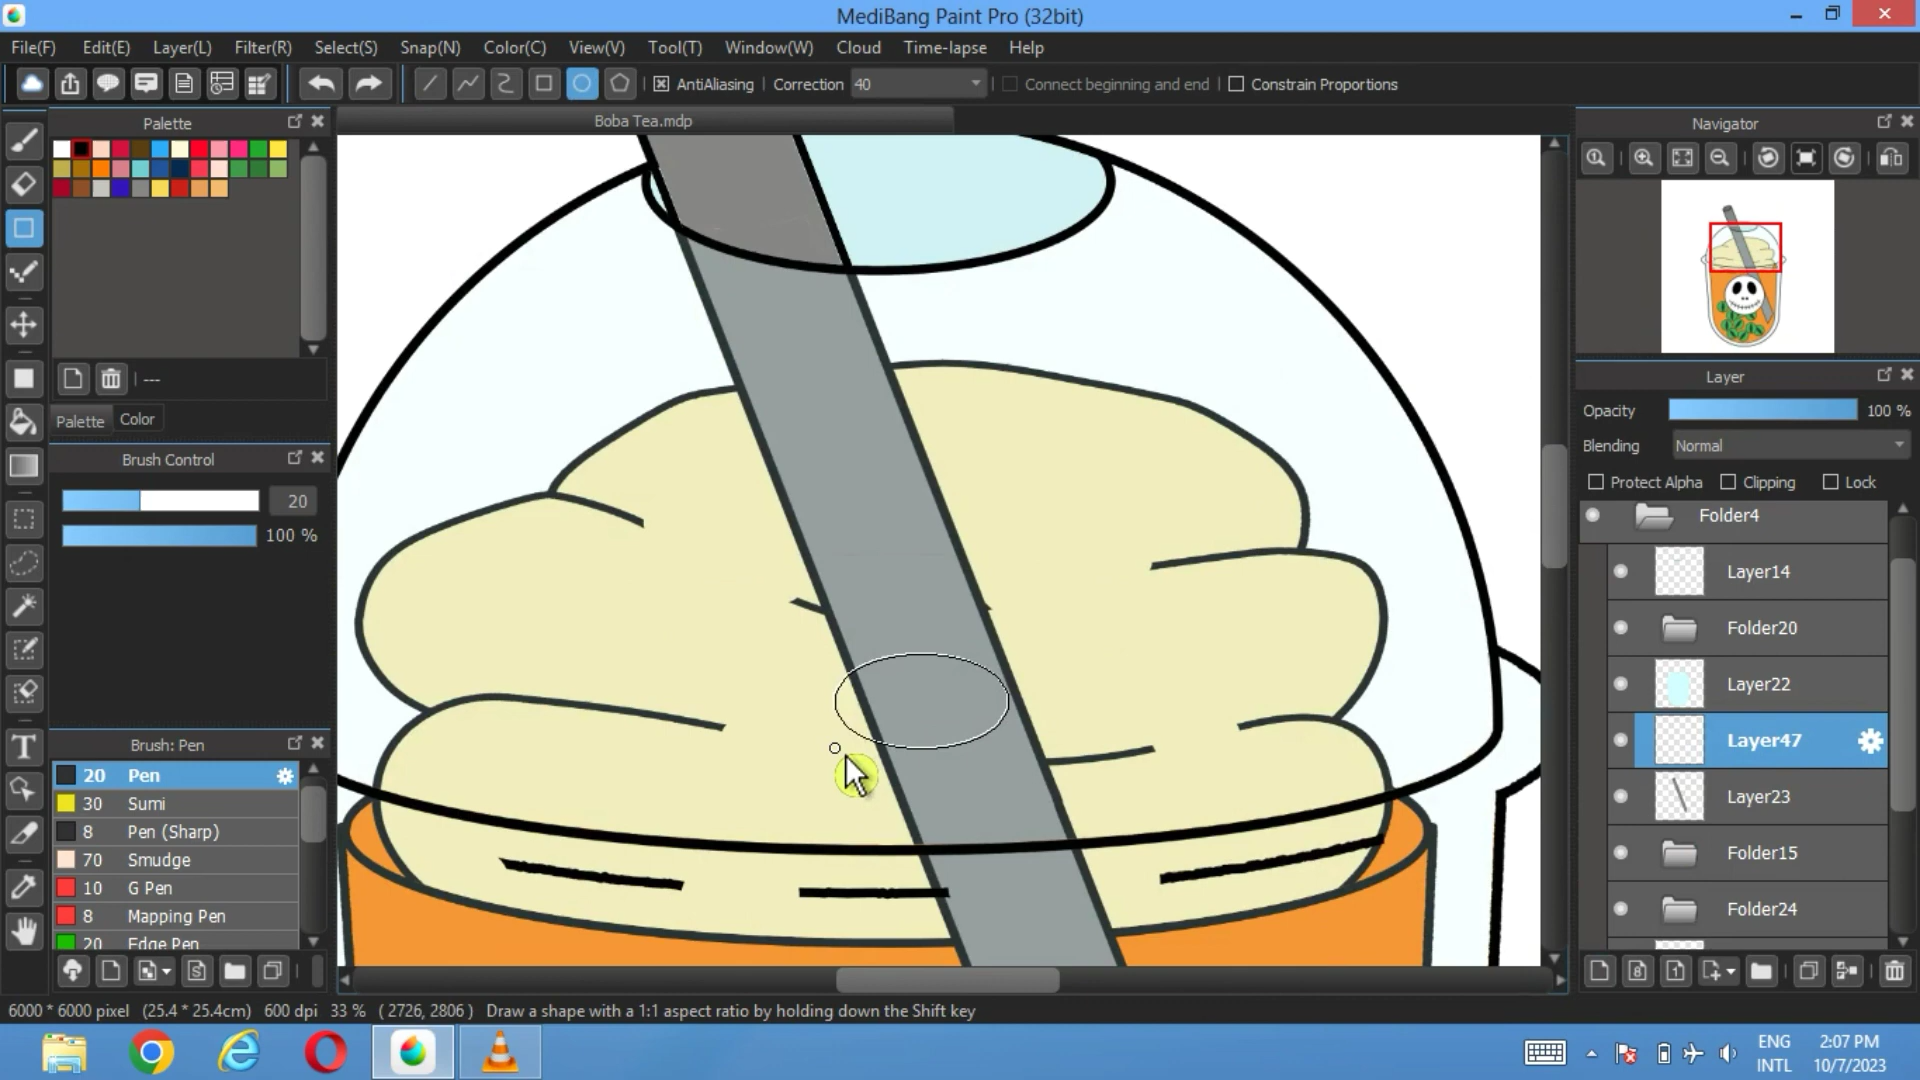 MediBang Paint Pro (32bit)
File(F) Edit(E) Layer(L) Filter(R) Select(S) Snap(N) Color(C) View(V) Tool(T) Window(W) Cloud Time-lapse Help
AntiAliasing Correction 40 Connect beginning and end Constrain Proportions
Palette
Boba Tea.mdp
Navigator
---
Palette Color
Brush Control
20
100 %
Brush: Pen
20 Pen
30 Sumi
8 Pen (Sharp)
70 Smudge
10 G Pen
8 Mapping Pen
20 Edge Pen
Layer
Opacity 100 %
Blending Normal
Protect Alpha Clipping Lock
Folder4
Layer14
Folder20
Layer22
Layer47
Layer23
Folder15
Folder24
6000 * 6000 pixel (25.4 * 25.4cm) 600 dpi 33 % ( 2726, 2806 ) Draw a shape with a 1:1 aspect ratio by holding down the Shift key
ENG
INTL
2:07 PM
10/7/2023